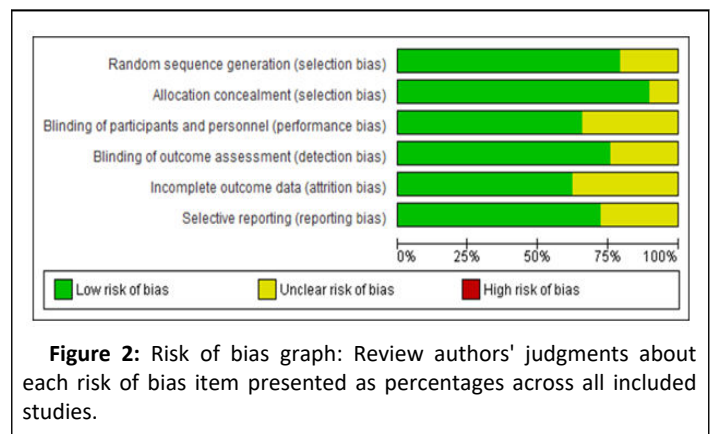 Random sequence generation (selection bias)
Allocation concealment (selection bias)
Blinding of participants and personnel (performance bias)
Blinding of outcome assessment (detection bias)
Incomplete outcome data (attrition bias)
Selective reporting (reporting bias)
0% 25% 50% 75% 100%
Low risk of bias Unclear risk of bias High risk of bias
Figure 2: Risk of bias graph: Review authors' judgments about
each risk of bias item presented as percentages across all included
studies.